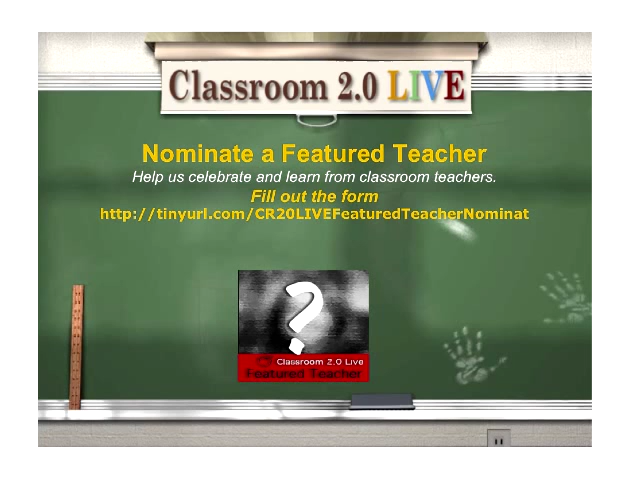 Classroom 2.0 LIVE
Nominate a Featured Teacher
Help us celebrate and learn from classroom teachers.
Fill out the form
http://tinyurl.com/CR20LIVEFeaturedTeacherNominat
?
Classroom 2.0 Live
Featured Teacher